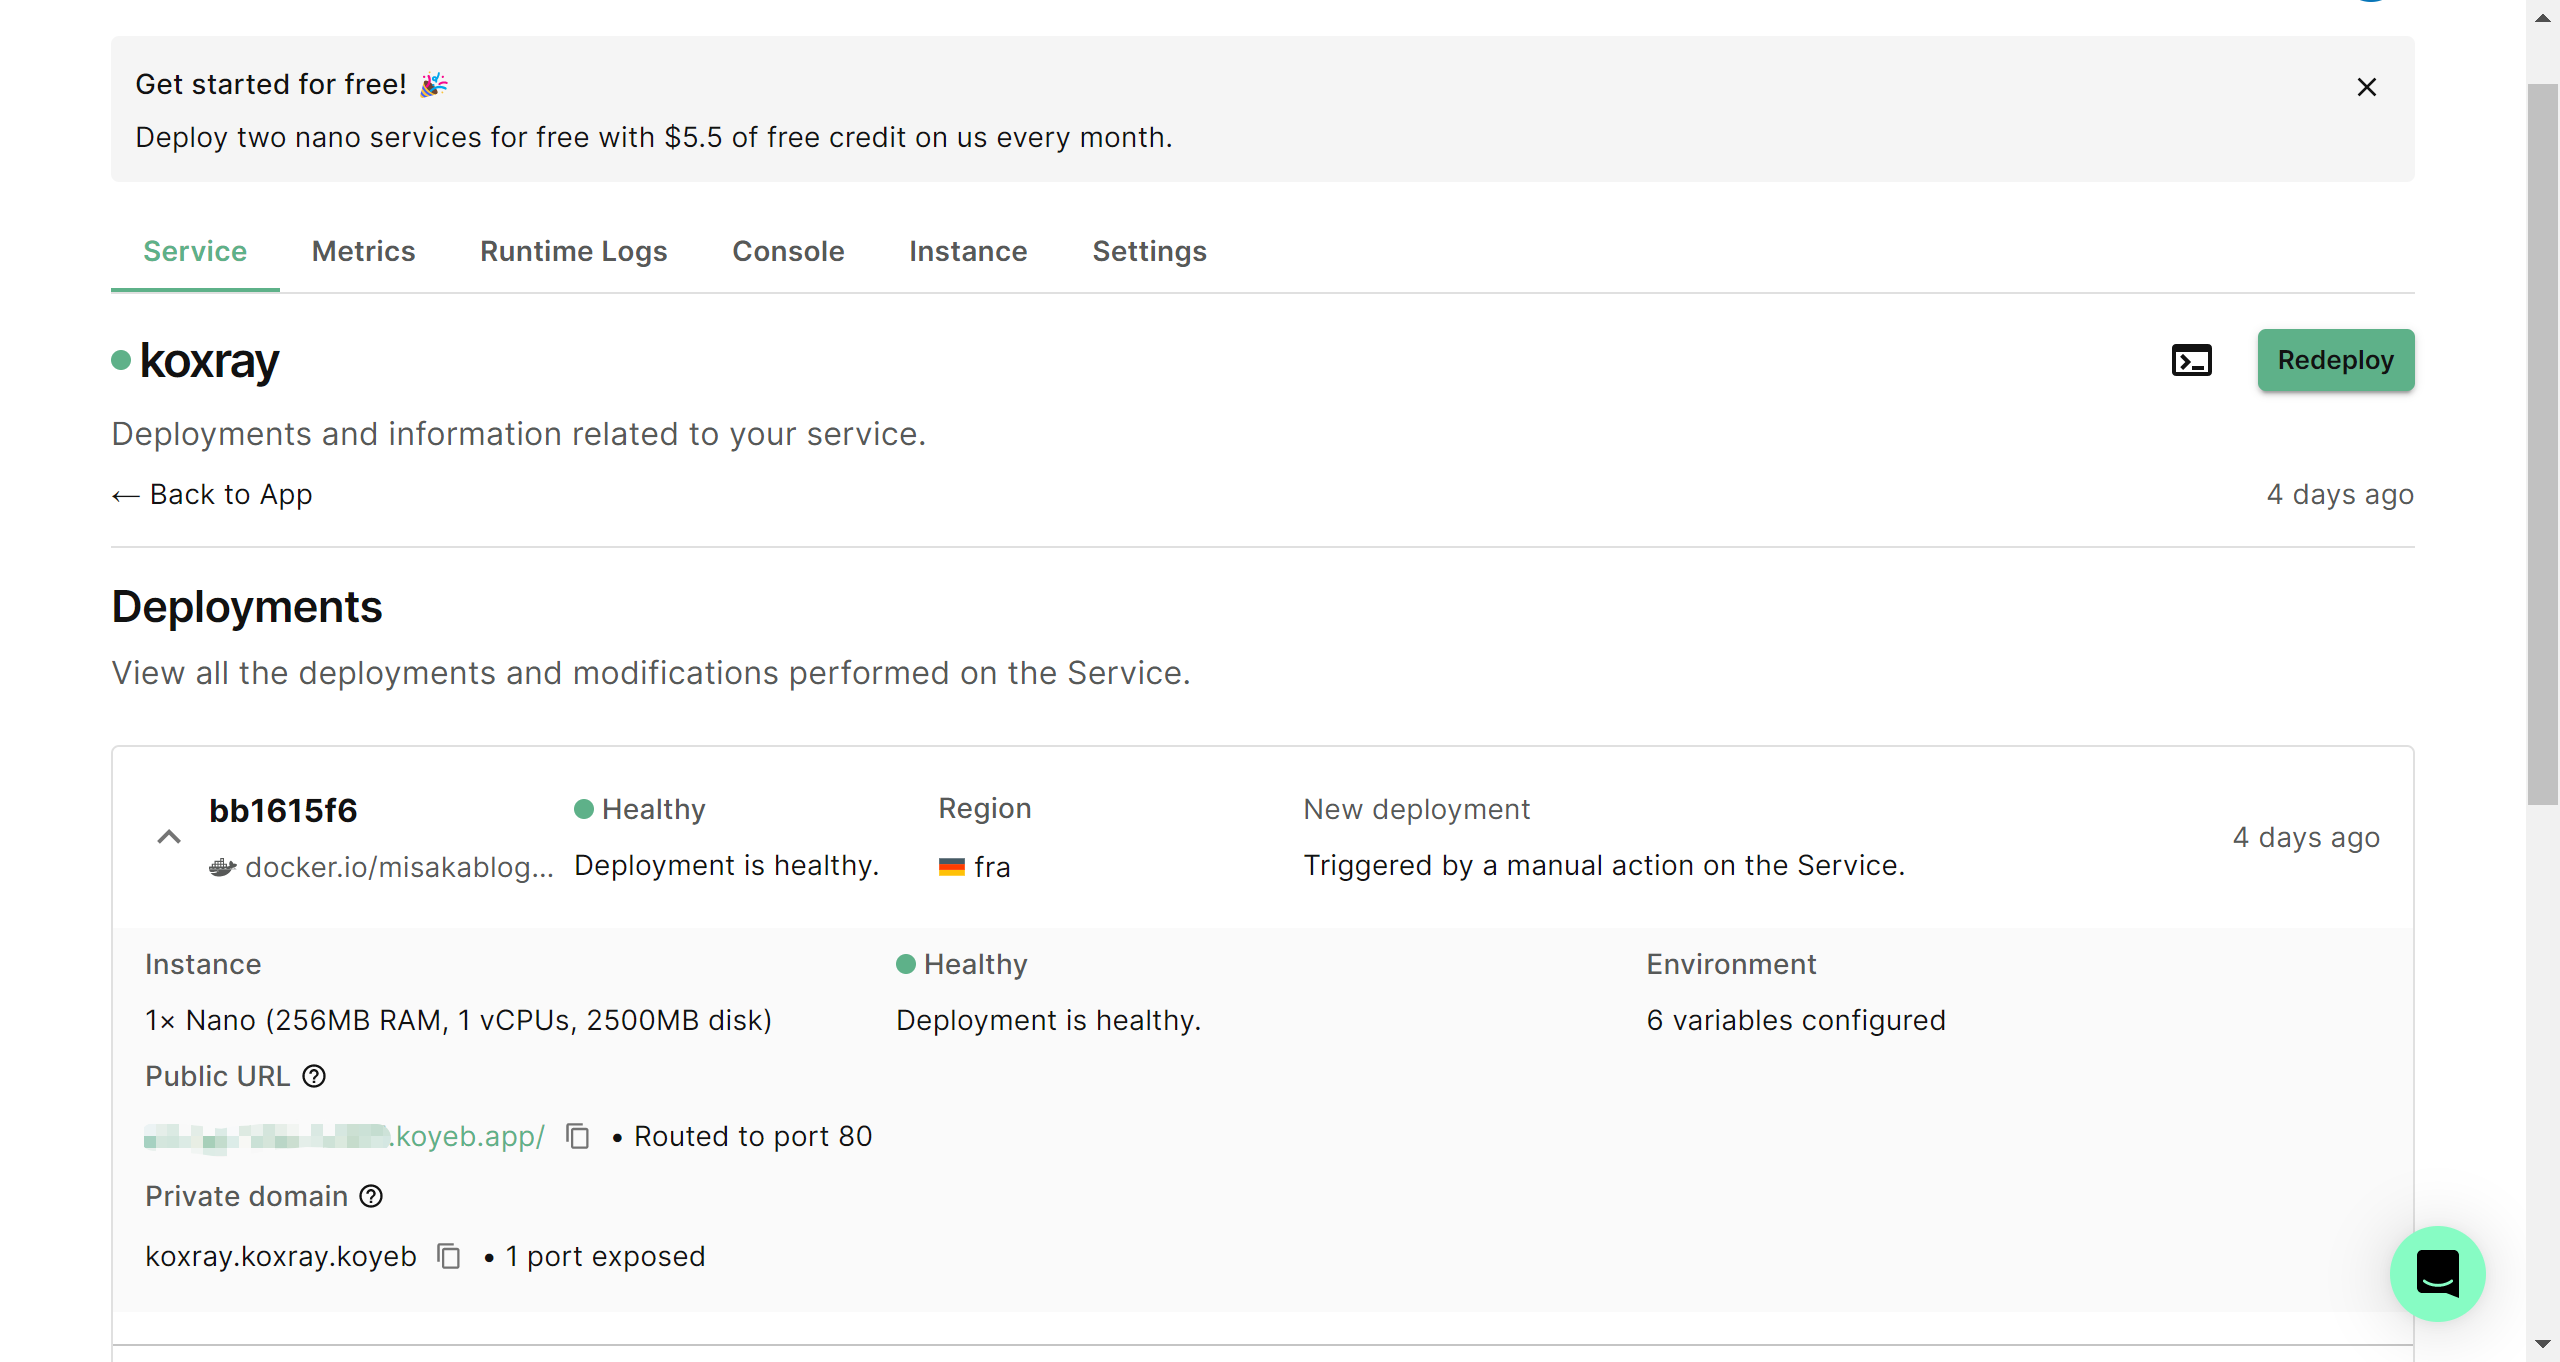 Get started for free! 🎉
Deploy two nano services for free with $5.5 of free credit on us every month.
Service Metrics Runtime Logs Console Instance Settings
koxray
Redeploy
Deployments and information related to your service.
← Back to App
4 days ago
Deployments
View all the deployments and modifications performed on the Service.
bb1615f6 Healthy Region New deployment
docker.io/misakablog... Deployment is healthy. fra Triggered by a manual action on the Service.
4 days ago
Instance Healthy Environment
1× Nano (256MB RAM, 1 vCPUs, 2500MB disk) Deployment is healthy. 6 variables configured
Public URL
.koyeb.app/ • Routed to port 80
Private domain
koxray.koxray.koyeb • 1 port exposed